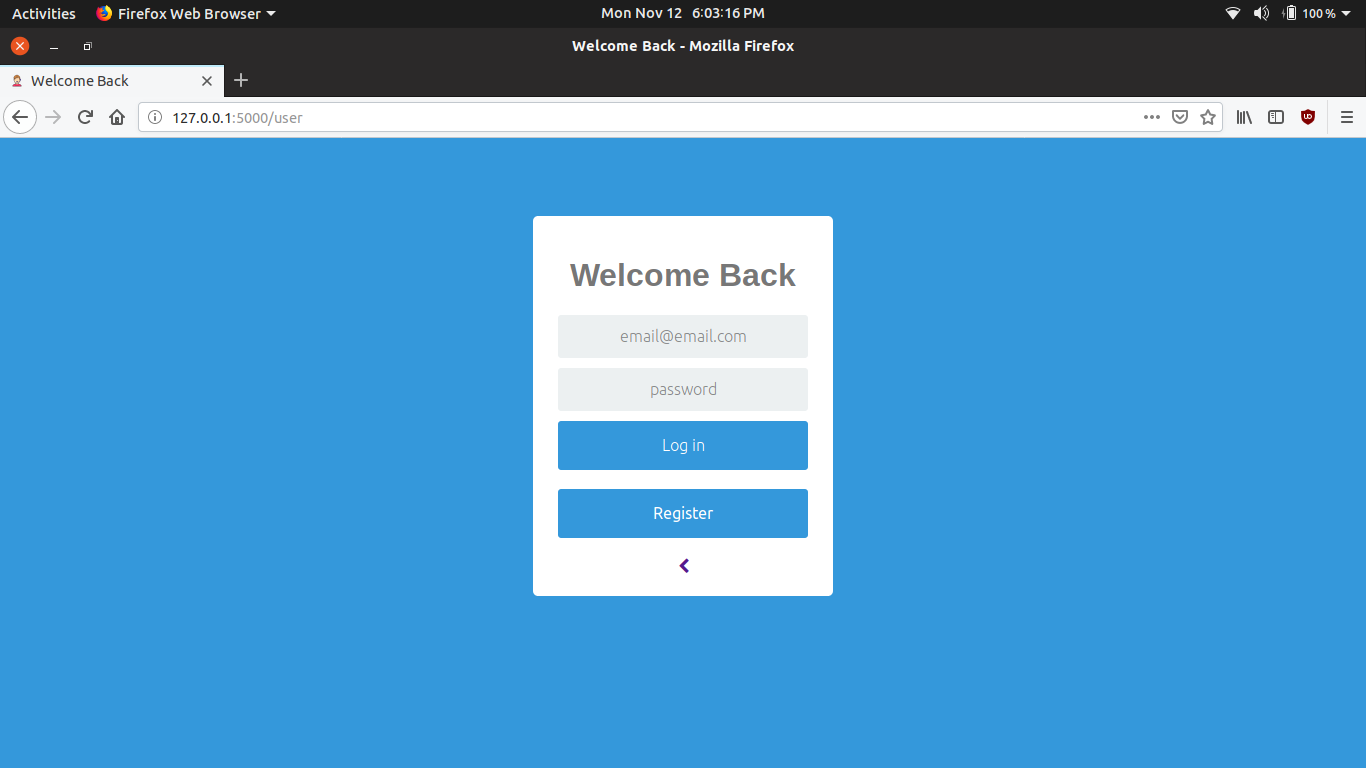 Activities Firefox Web Browser Mon Nov 12 6:03:16 PM 100 %
Welcome Back - Mozilla Firefox
Welcome Back
127.0.0.1:5000/user
Welcome Back
email@email.com
password
Log in
Register